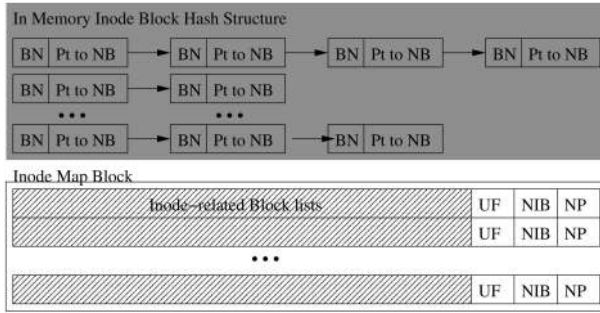 In Memory Inode Block Hash Structure
BN Pt to NB BN Pt to NB BN Pt to NB BN Pt to NB
BN Pt to NB BN Pt to NB
••• •••
BN Pt to NB BN Pt to NB BN Pt to NB
Inode Map Block
Inode-related Block lists UF NIB NP
UF NIB NP
•••
UF NIB NP